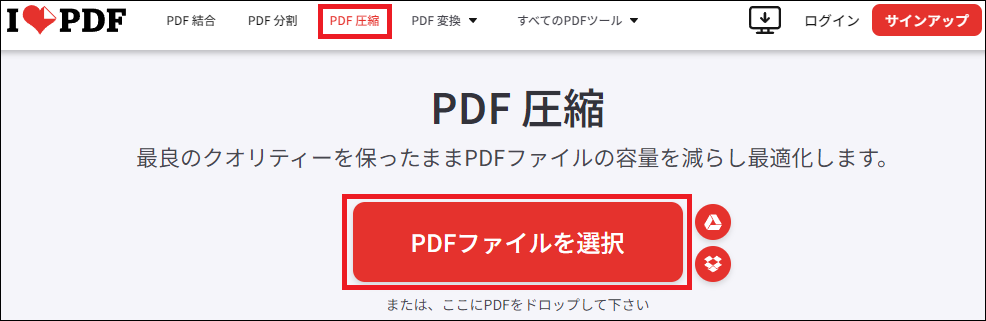 I PDF PDF 結合 PDF 分割 PDF 圧縮 PDF 変換 すべてのPDFツール ログイン サインアップ
PDF 圧縮
最良のクオリティーを保ったままPDFファイルの容量を減らし最適化します。
PDFファイルを選択
または、ここにPDFをドロップして下さい